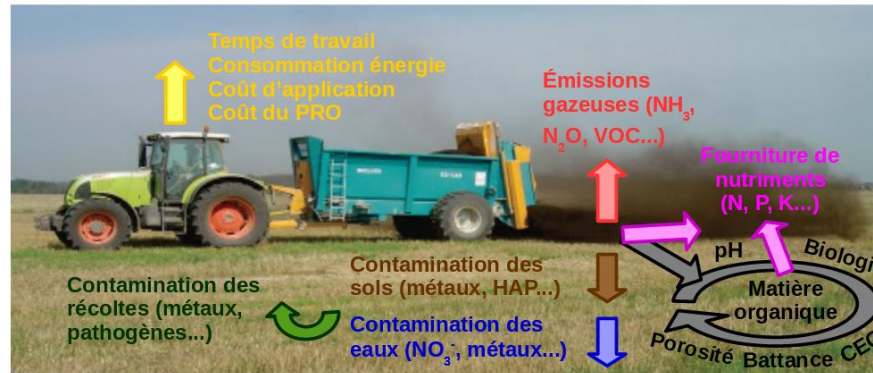 Temps de travail
Consommation énergie
Coût d’application
Coût du PRO
Émissions
gazeuses (NH₃,
N₂O, VOC...)
Fourniture de
nutriments
(N, P, K...)
pH
Matière
organique
Porosité
Battance
Contamination des
sols (métaux, HAP...)
Contamination des
récoltes (métaux,
pathogènes...)
Contamination des
eaux (NO₃⁻, métaux...)